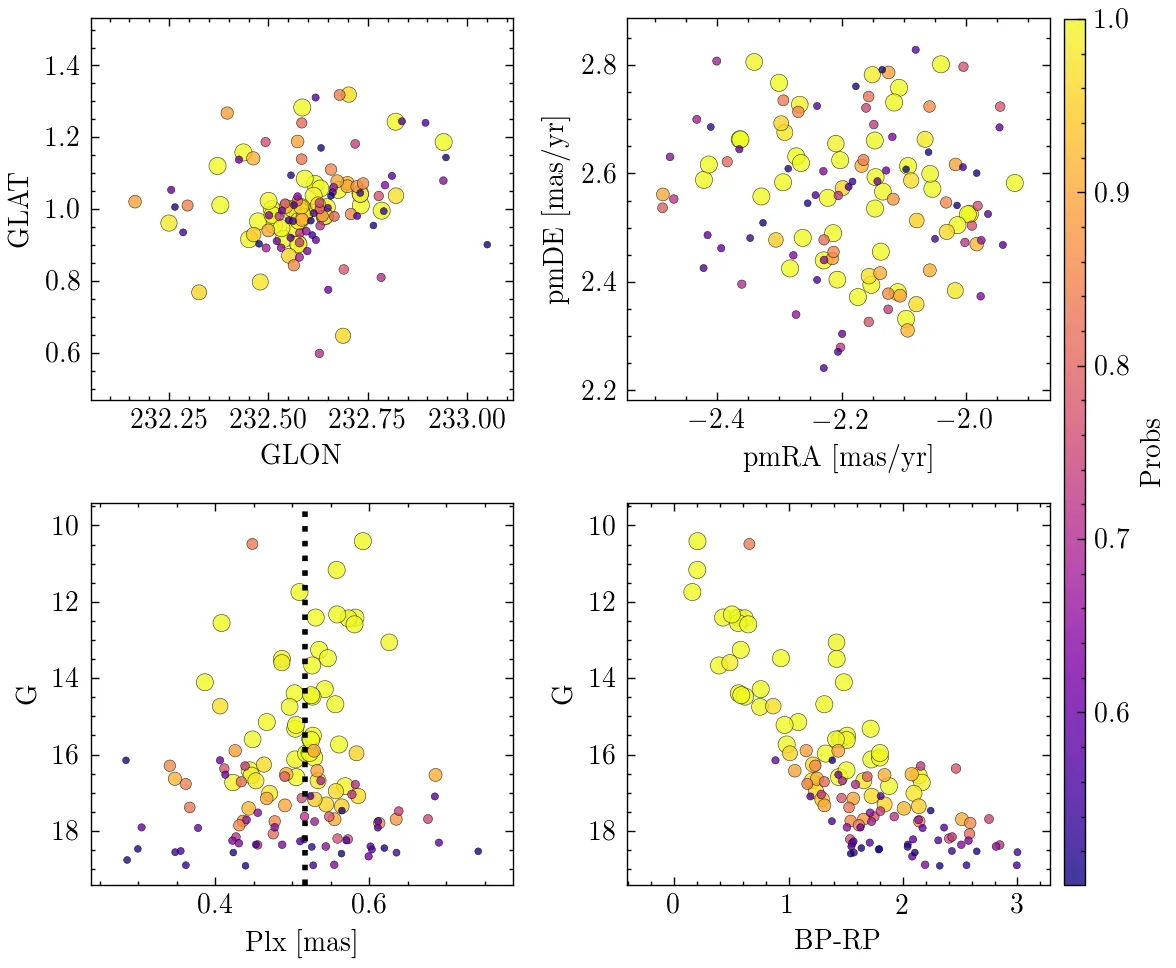 1.4
1.2
1.0
0.8
0.6
GLAT
232.25 232.50 232.75 233.00
GLON
2.8
2.6
2.4
2.2
pmDE [mas/yr]
−2.4 −2.2 −2.0
pmRA [mas/yr]
1.0
0.9
0.8
0.7
0.6
Probs
10
12
14
16
18
G
0.4 0.6
Plx [mas]
10
12
14
16
18
G
0 1 2 3
BP-RP